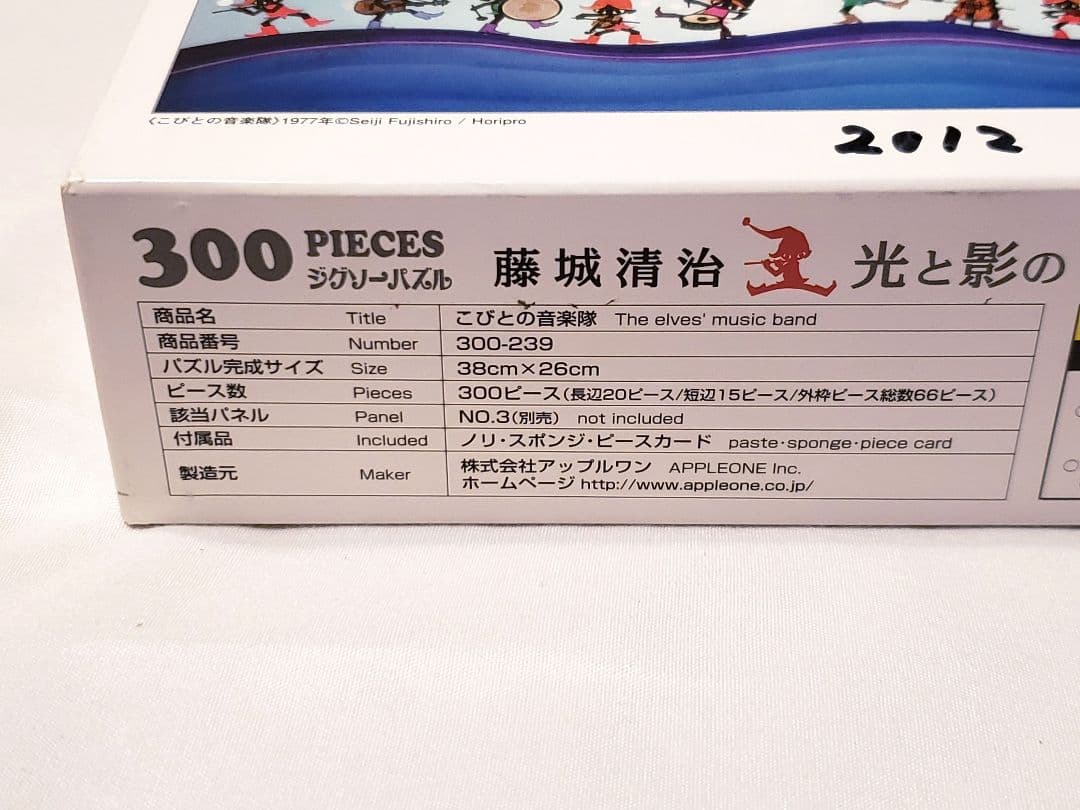 《こびとの音楽隊》1977年©Seiji Fujishiro / Horipro
2012
300 PIECES ジグソーパズル 藤城清治 光と影の
商品名 Title こびとの音楽隊 The elves' music band
商品番号 Number 300-239
パズル完成サイズ Size 38cm×26cm
ピース数 Pieces 300ピース(長辺20ピース/短辺15ピース/外枠ピース総数66ピース)
該当パネル Panel NO.3(別売) not included
付属品 Included ノリ・スポンジ・ピースカード paste・sponge・piece card
製造元 Maker 株式会社アップルワン APPLEONE Inc.
ホームページ http://www.appleone.co.jp/